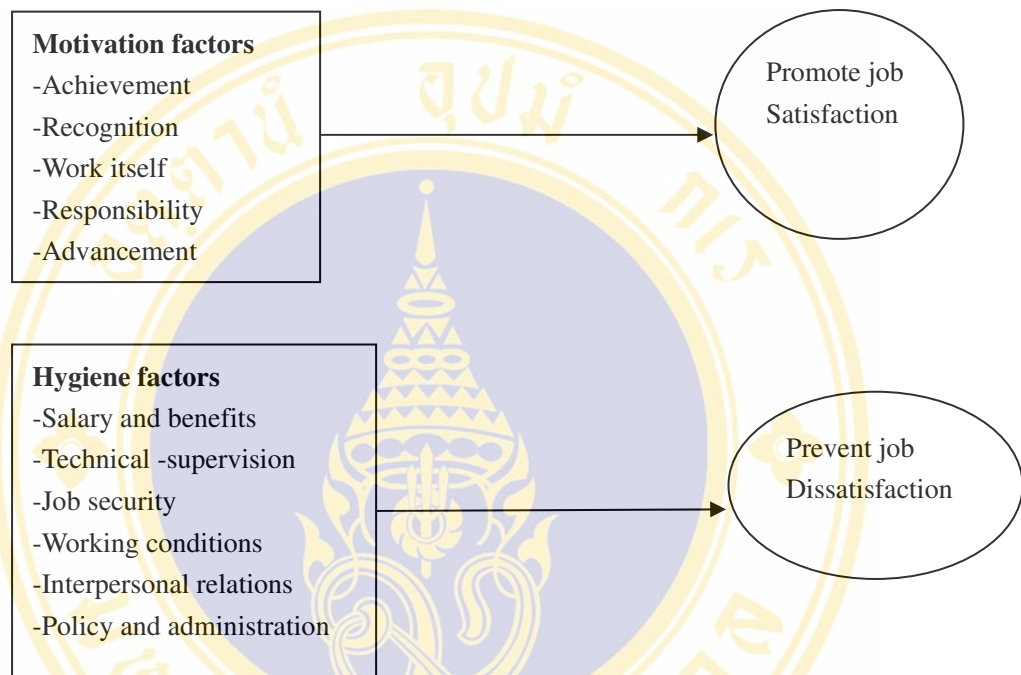 Motivation factors
-Achievement
-Recognition
-Work itself
-Responsibility
-Advancement
Promote job
Satisfaction
Hygiene factors
-Salary and benefits
-Technical -supervision
-Job security
-Working conditions
-Interpersonal relations
-Policy and administration
Prevent job
Dissatisfaction